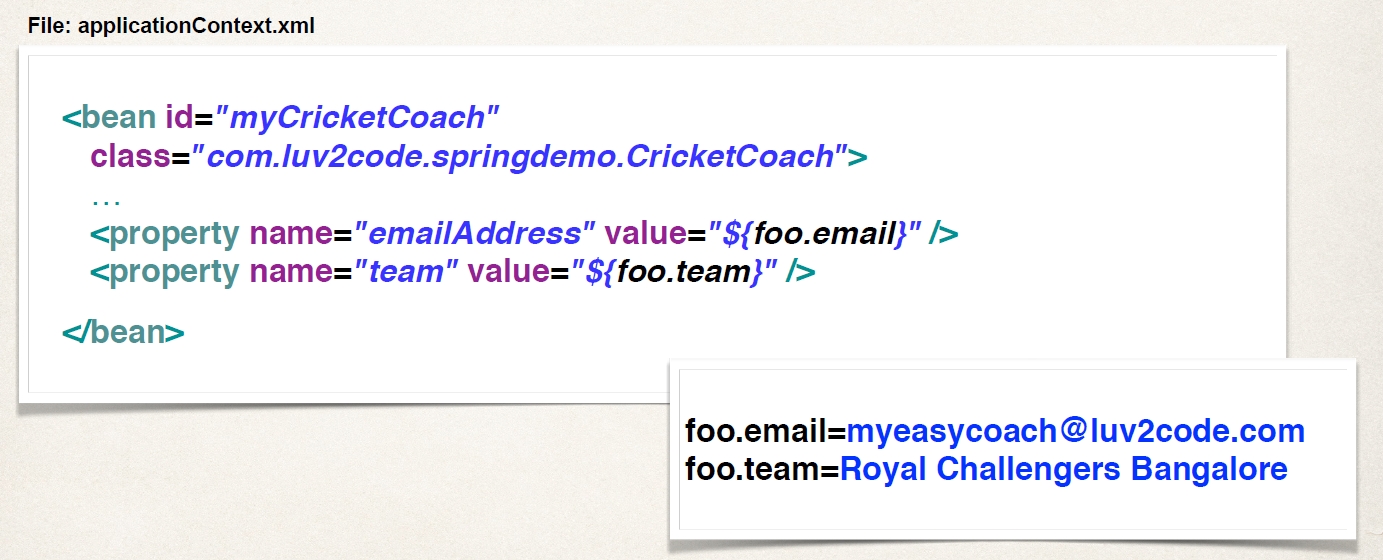 File: applicationContext.xml
<bean id="myCricketCoach"
class="com.luv2code.springdemo.CricketCoach">
...
<property name="emailAddress" value="${foo.email}" />
<property name="team" value="${foo.team}" />
</bean>
foo.email=myeasycoach@luv2code.com
foo.team=Royal Challengers Bangalore